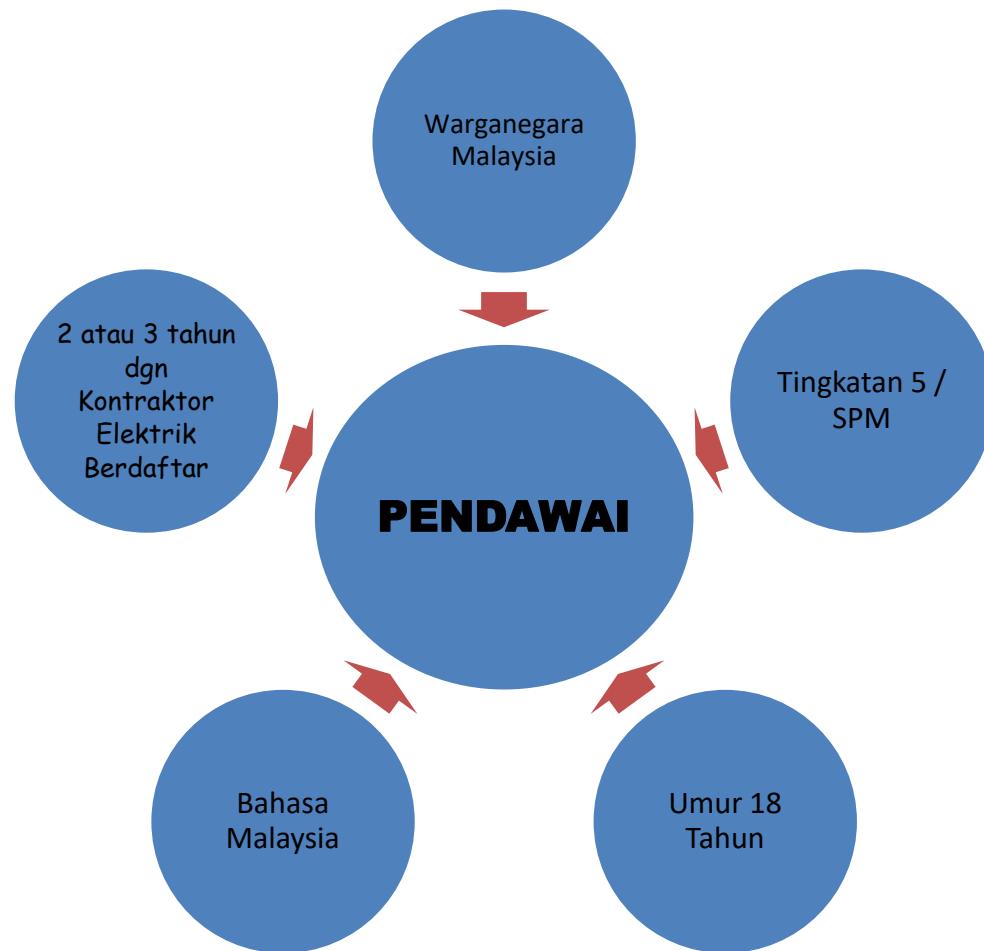 Warganegara
Malaysia
2 atau 3 tahun
dgn
Kontraktor
Elektrik
Berdaftar
Tingkatan 5 /
SPM
PENDAWAI
Bahasa
Malaysia
Umur 18
Tahun